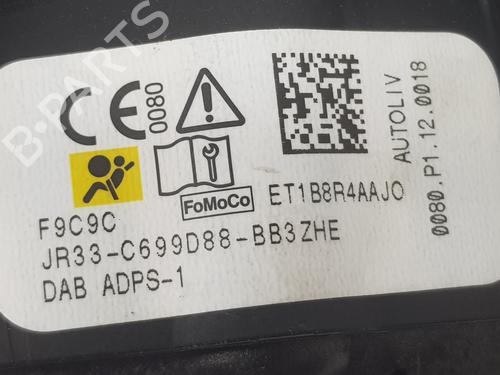 B-PARTS
CE 0080
AUTOLIV
0080.P1.12.0018
FoMoCo
ET1B8R4AAJO
F9C9C
JR33-C699D88-BB3ZHE
DAB ADPS-1